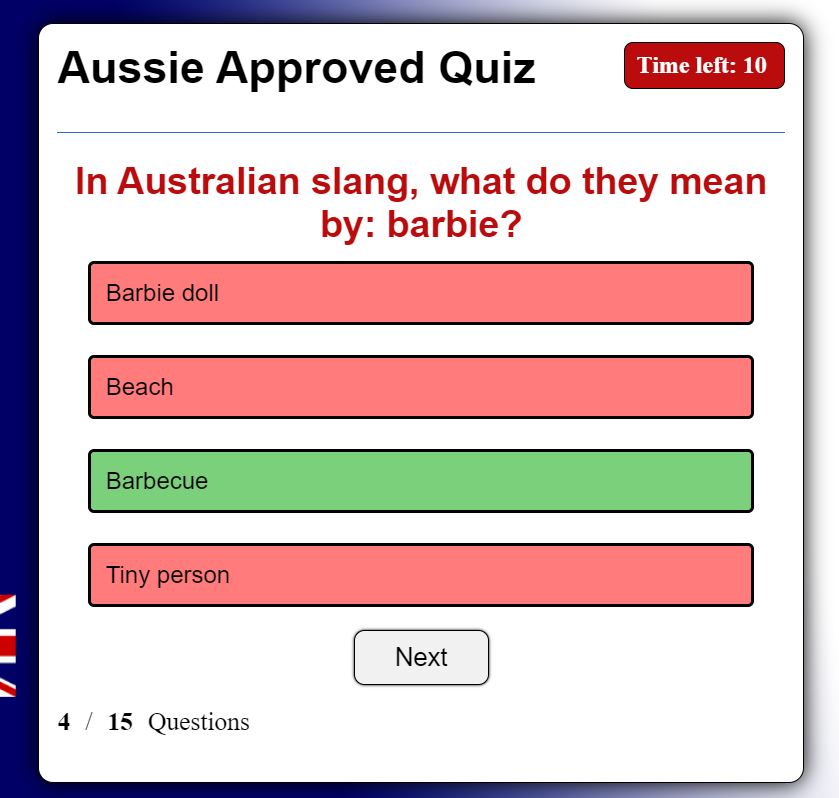 Aussie Approved Quiz
Time left: 10
In Australian slang, what do they mean
by: barbie?
Barbie doll
Beach
Barbecue
Tiny person
Next
4 / 15 Questions